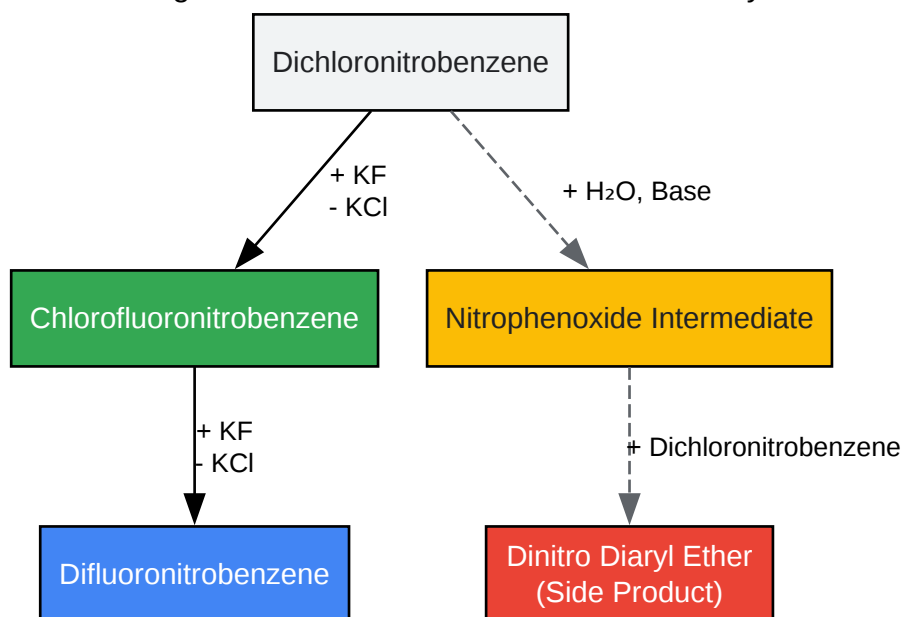 Dichloronitrobenzene
+ KF
- KCl
+ H₂O, Base
Chlorofluoronitrobenzene
Nitrophenoxide Intermediate
+ KF
- KCl
+ Dichloronitrobenzene
Difluoronitrobenzene
Dinitro Diaryl Ether
(Side Product)